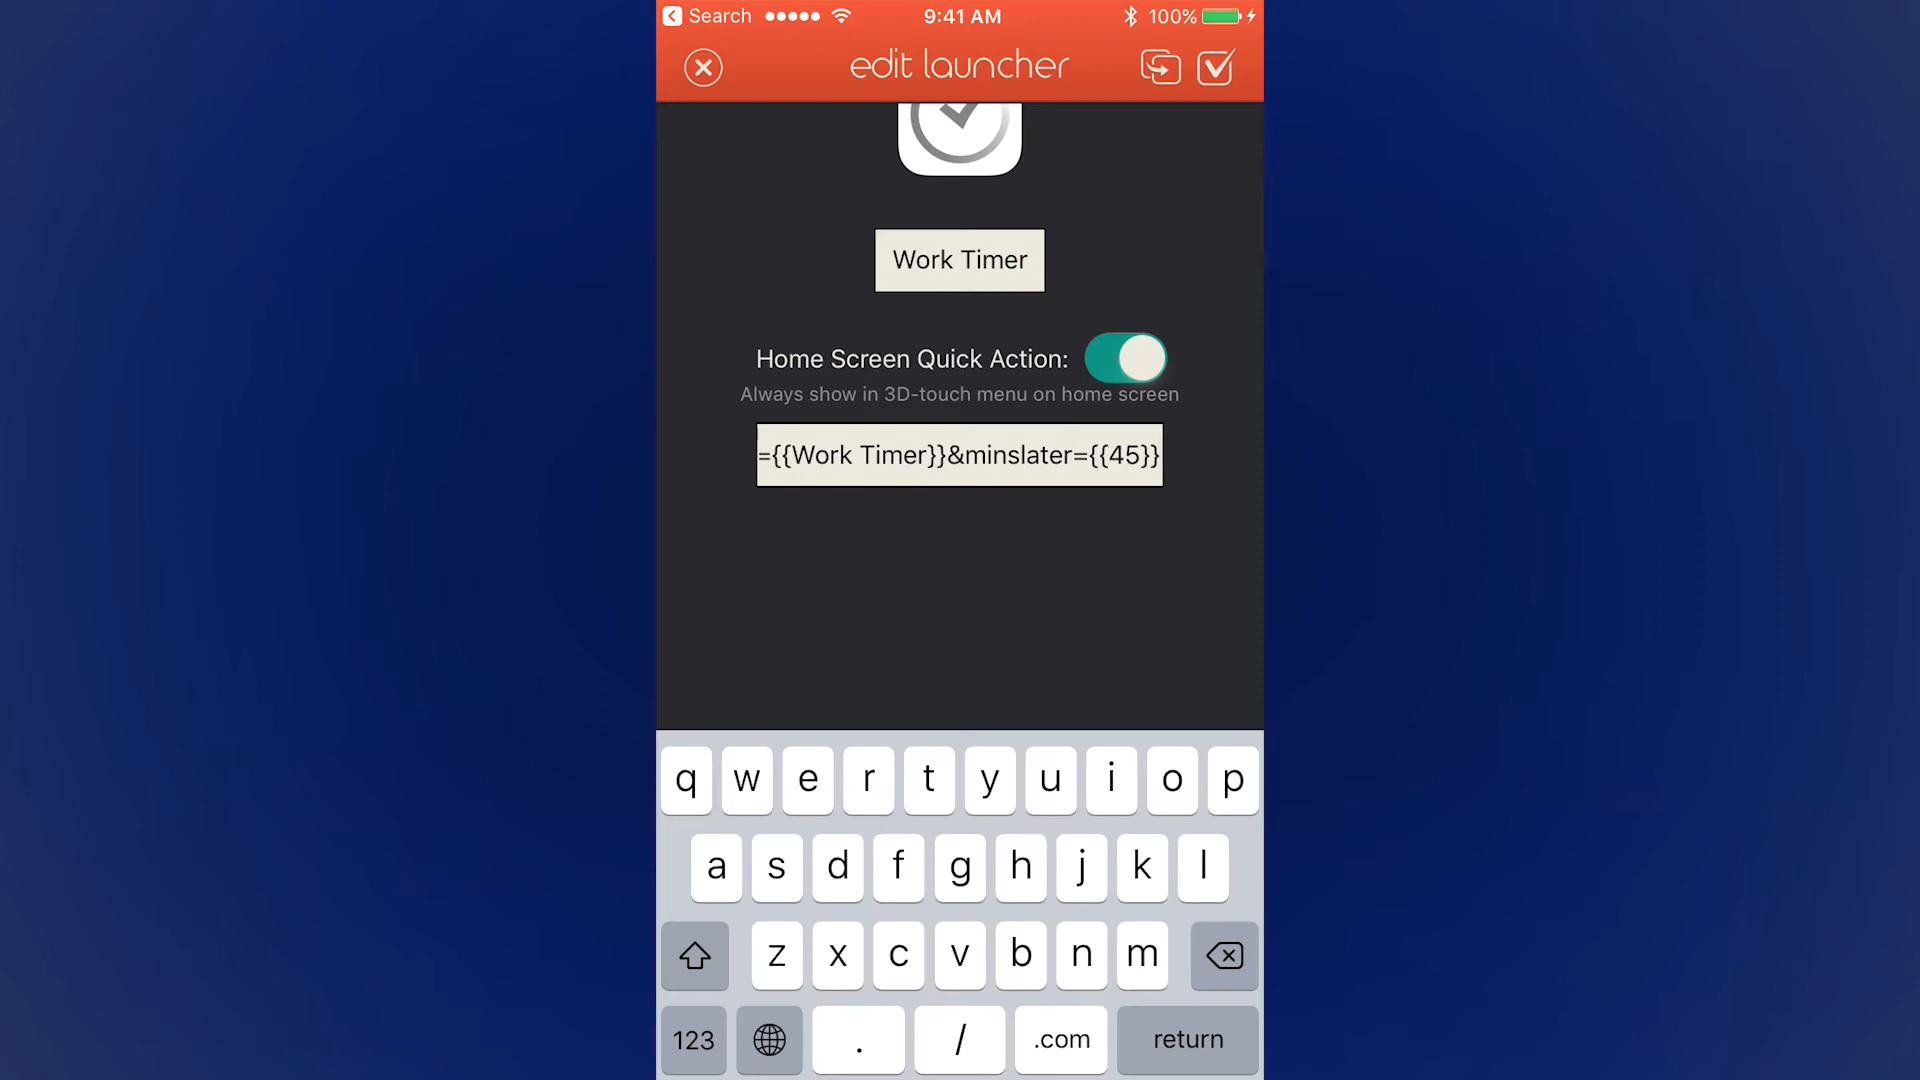 Search 9:41 AM 100%
edit launcher
Work Timer
Home Screen Quick Action:
Always show in 3D-touch menu on home screen
={{Work Timer}}&minslater={{45}}
q w e r t y u i o p
a s d f g h j k l
z x c v b n m
123 . / .com return